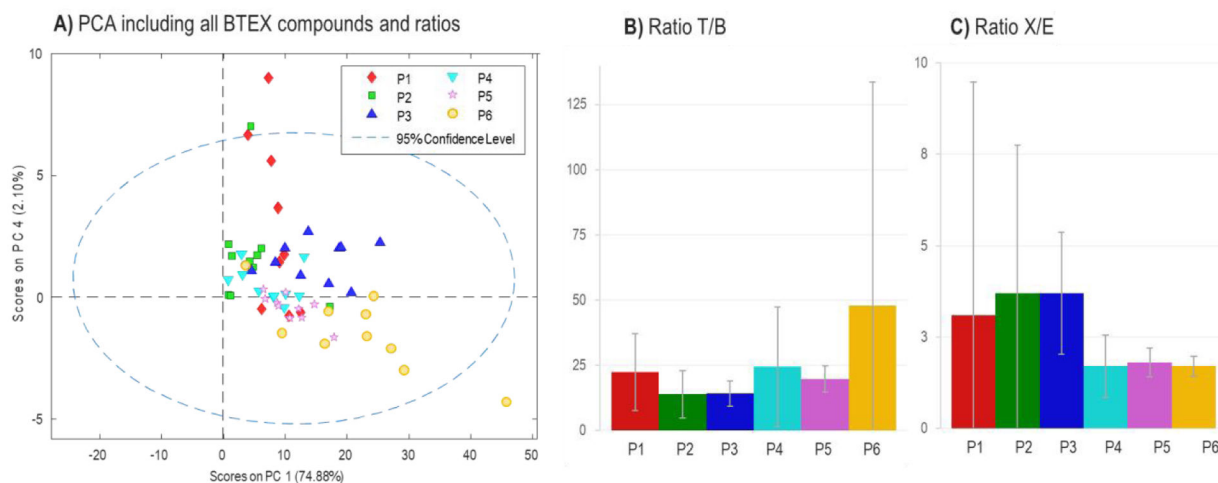 A) PCA including all BTEX compounds and ratios
10
5
0
-5
Scores on PC 4 (2.10%)
-20
-10
0
10
20
30
40
50
Scores on PC 1 (74.88%)
P1
P4
P2
P5
P3
P6
95% Confidence Level
B) Ratio T/B
125
100
75
50
25
0
P1
P2
P3
P4
P5
P6
C) Ratio X/E
10
8
5
3
0
P1
P2
P3
P4
P5
P6